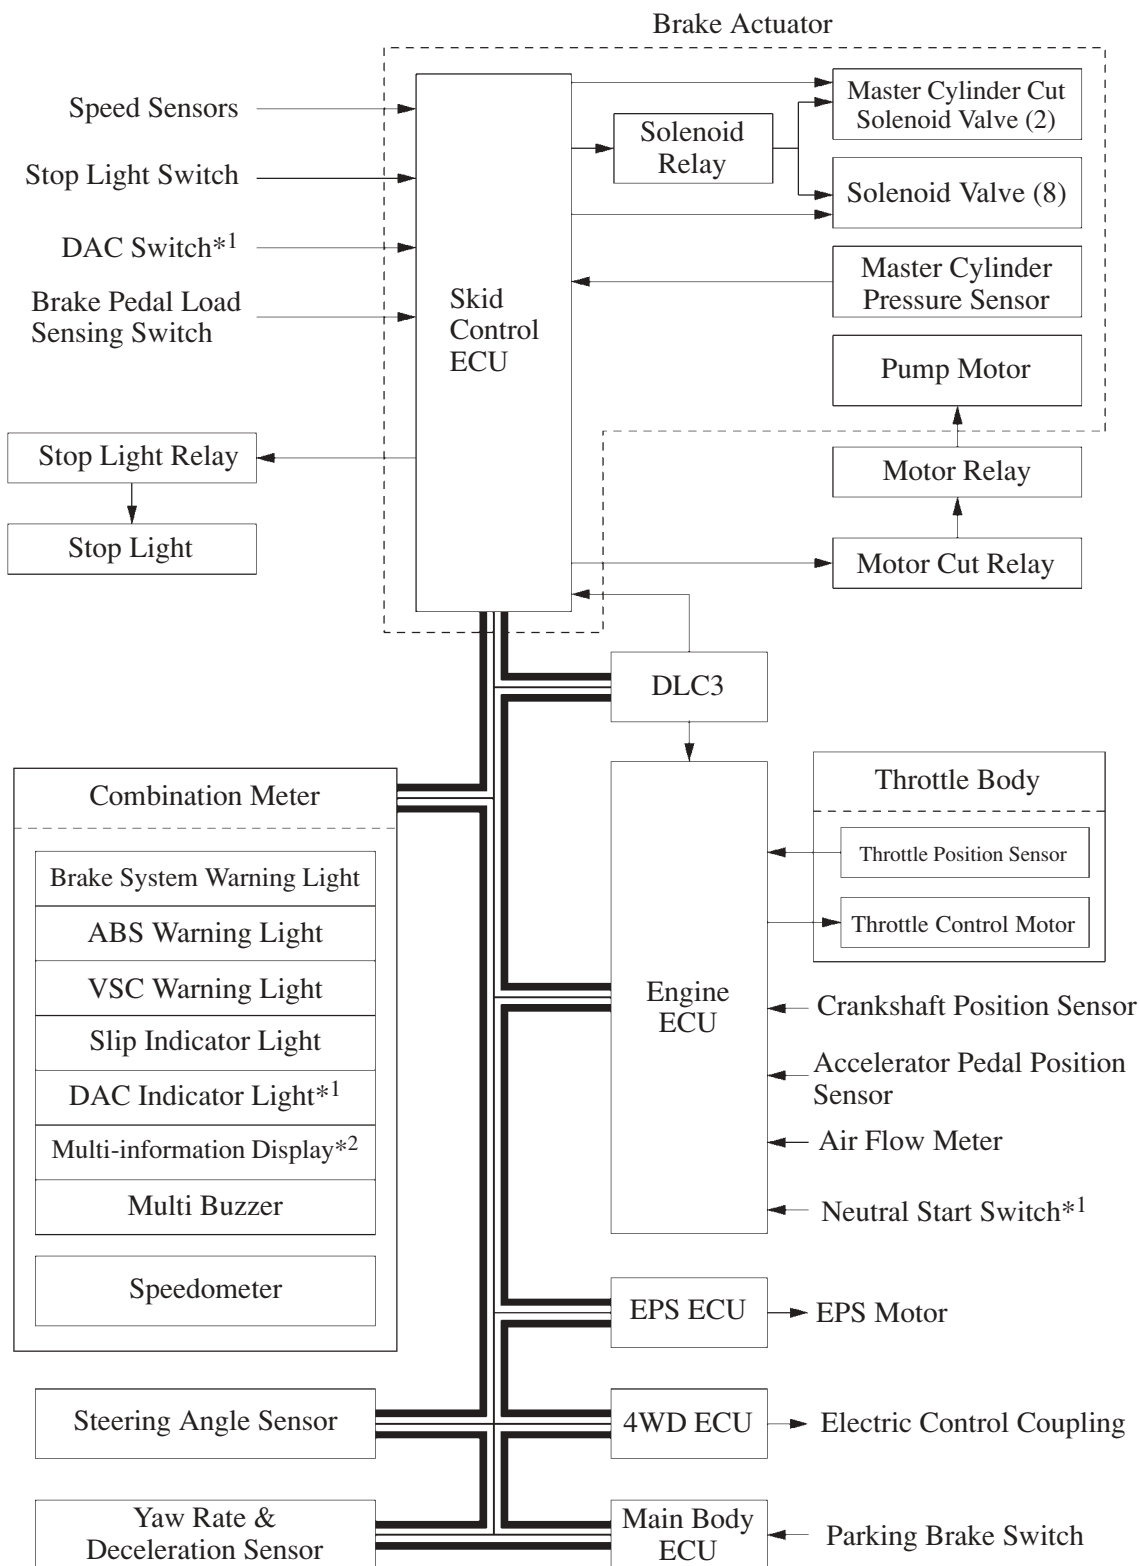 Brake Actuator
Speed Sensors
Stop Light Switch
DAC Switch*1
Brake Pedal Load
Sensing Switch
Skid
Control
ECU
Solenoid
Relay
Master Cylinder Cut
Solenoid Valve (2)
Solenoid Valve (8)
Master Cylinder
Pressure Sensor
Pump Motor
Motor Relay
Motor Cut Relay
Stop Light Relay
Stop Light
DLC3
Combination Meter
Brake System Warning Light
ABS Warning Light
VSC Warning Light
Slip Indicator Light
DAC Indicator Light*1
Multi-information Display*2
Multi Buzzer
Speedometer
Engine
ECU
Throttle Body
Throttle Position Sensor
Throttle Control Motor
Crankshaft Position Sensor
Accelerator Pedal Position
Sensor
Air Flow Meter
Neutral Start Switch*1
EPS ECU
EPS Motor
Steering Angle Sensor
4WD ECU
Electric Control Coupling
Yaw Rate &
Deceleration Sensor
Main Body
ECU
Parking Brake Switch